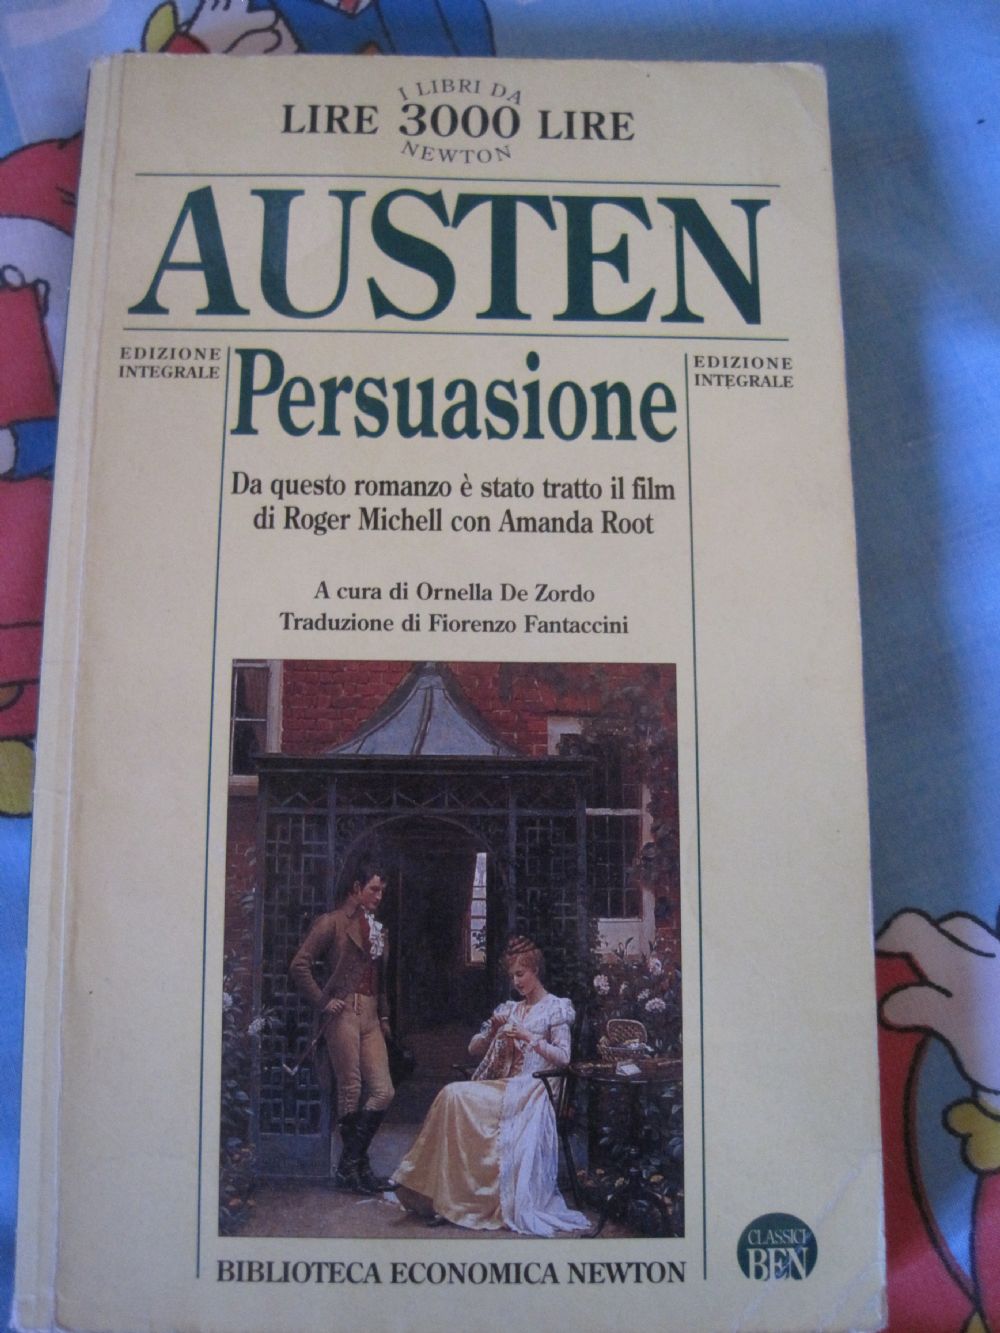 I LIBRI DA
LIRE 3000 LIRE
NEWTON
AUSTEN
EDIZIONE
INTEGRALE
Persuasione
EDIZIONE
INTEGRALE
Da questo romanzo è stato tratto il film
di Roger Michell con Amanda Root
A cura di Ornella De Zordo
Traduzione di Fiorenzo Fantaccini
BIBLIOTECA ECONOMICA NEWTON
CLASSICI
BEN